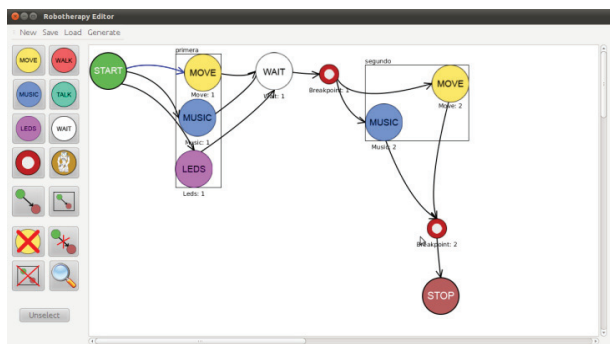 Robotherapy Editor
New Save Load Generate
MOVE WALK
MUSIC TALK
LEDS WAIT
Unselect
START
primera
MOVE
Move: 1
MUSIC
Music: 1
LEDS
Leds: 1
WAIT
Wait: 1
Breakpoint: 1
segundo
MOVE
Move: 2
MUSIC
Music: 2
Breakpoint: 2
STOP